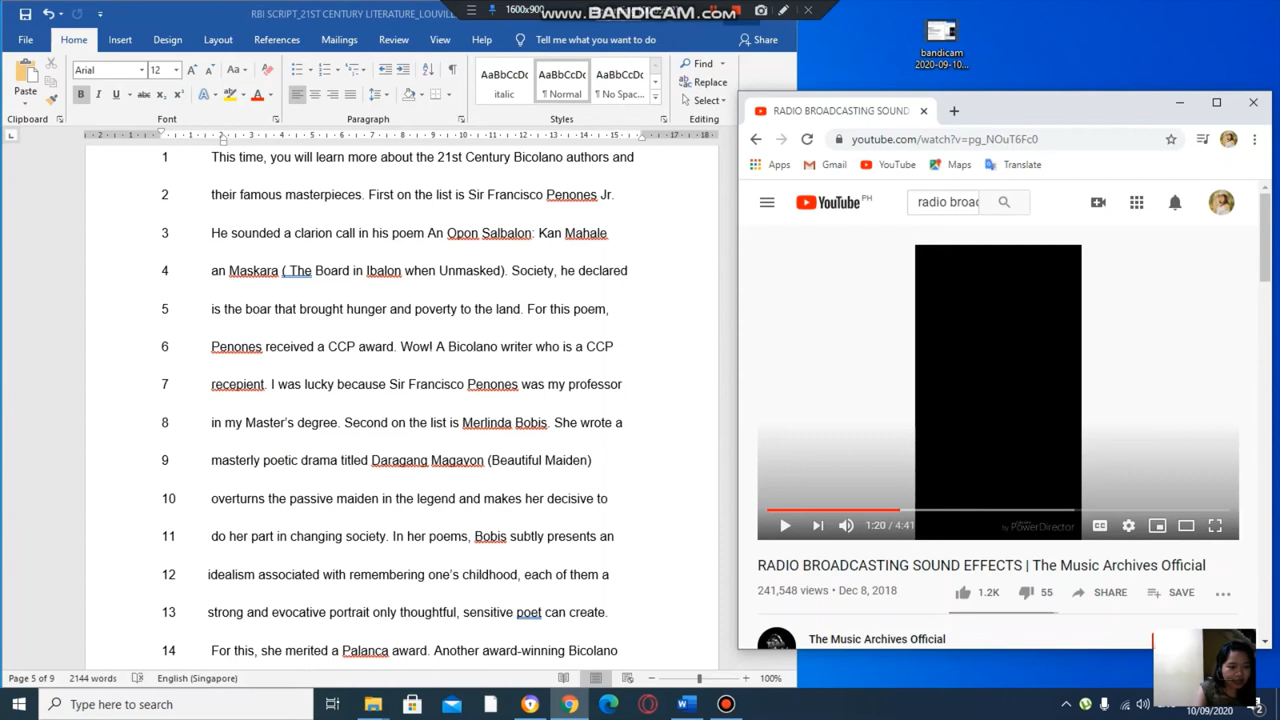 RBI SCRIPT_21ST CENTURY LITERATURE_LOUVILL
1600x900
www.BANDICAM.com
File Home Insert Design Layout References Mailings Review View Help Tell me what you want to do Share
Paste
Arial 12
Aa
AaBbCcDc AaBbCcDc AaBbCcDc
italic ¶ Normal ¶ No Spac...
Find
Replace
Select
Clipboard Font Paragraph Styles Editing
1 This time, you will learn more about the 21st Century Bicolano authors and
2 their famous masterpieces. First on the list is Sir Francisco Penones Jr.
3 He sounded a clarion call in his poem An Opon Salbalon: Kan Mahale
4 an Maskara ( The Board in Ibalon when Unmasked). Society, he declared
5 is the boar that brought hunger and poverty to the land. For this poem,
6 Penones received a CCP award. Wow! A Bicolano writer who is a CCP
7 recepient. I was lucky because Sir Francisco Penones was my professor
8 in my Master's degree. Second on the list is Merlinda Bobis. She wrote a
9 masterly poetic drama titled Daragang Magayon (Beautiful Maiden)
10 overturns the passive maiden in the legend and makes her decisive to
11 do her part in changing society. In her poems, Bobis subtly presents an
12 idealism associated with remembering one's childhood, each of them a
13 strong and evocative portrait only thoughtful, sensitive poet can create.
14 For this, she merited a Palanca award. Another award-winning Bicolano
Page 5 of 9 2144 words English (Singapore) 100%
bandicam
2020-09-10...
RADIO BROADCASTING SOUND
youtube.com/watch?v=pg_NOuT6Fc0
Apps Gmail YouTube Maps Translate
YouTube PH
radio broad
1:20 / 4:41
by PowerDirector
RADIO BROADCASTING SOUND EFFECTS | The Music Archives Official
241,548 views • Dec 8, 2018 1.2K 55 SHARE SAVE
The Music Archives Official
Type here to search
10/09/2020
2